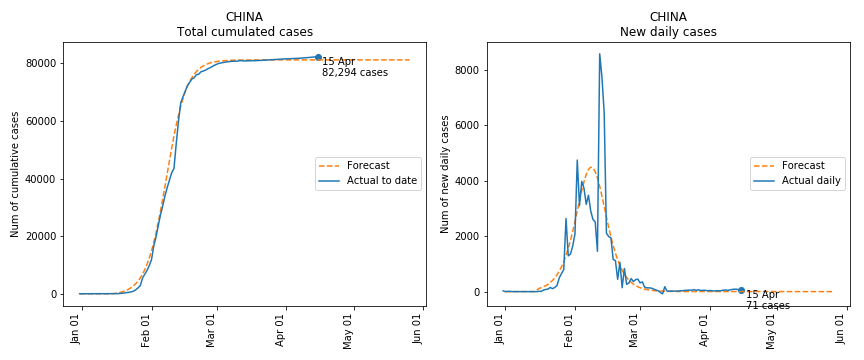 CHINA
Total cumulated cases
Num of cumulative cases
80000
60000
40000
20000
0
15 Apr
82,294 cases
Forecast
Actual to date
Jan 01
Feb 01
Mar 01
Apr 01
May 01
Jun 01
CHINA
New daily cases
Num of new daily cases
8000
6000
4000
2000
0
Forecast
Actual daily
15 Apr
71 cases
Jan 01
Feb 01
Mar 01
Apr 01
May 01
Jun 01